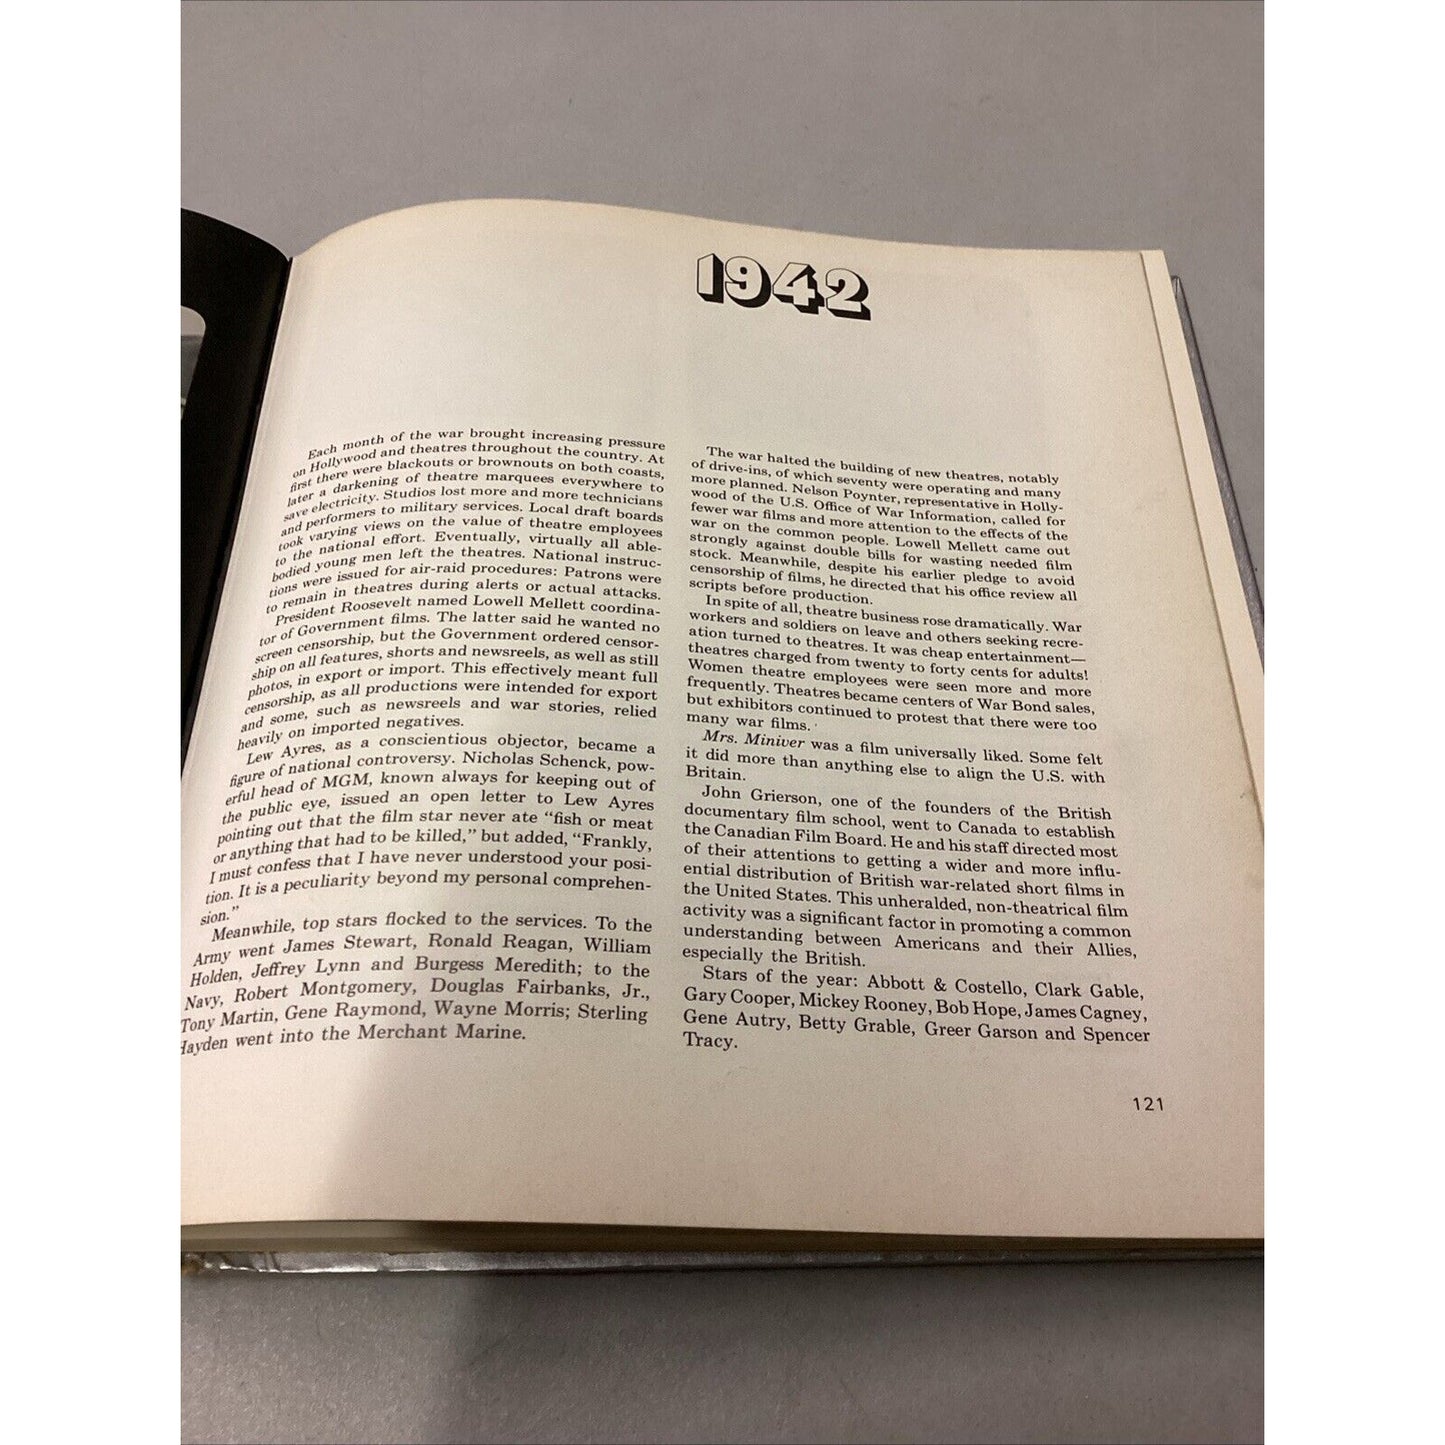 1942
Each month of the war brought increasing pressure
on Hollywood and theatres throughout the country. At
first there were blackouts or brownouts on both coasts,
later a darkening of theatre marquees everywhere to
save electricity. Studios lost more and more technicians
and performers to military services. Local draft boards
took varying views on the value of theatre employees
to the national effort. Eventually, virtually all able-
bodied young men left the theatres. National instruc-
tions were issued for air-raid procedures: Patrons were
to remain in theatres during alerts or actual attacks.
President Roosevelt named Lowell Mellett coordina-
tor of Government films. The latter said he wanted no
screen censorship, but the Government ordered censor-
ship on all features, shorts and newsreels, as well as still
photos, in export or import. This effectively meant full
censorship, as all productions were intended for export
and some, such as newsreels and war stories, relied
heavily on imported negatives.
Lew Ayres, as a conscientious objector, became a
figure of national controversy. Nicholas Schenck, pow-
erful head of MGM, known always for keeping out of
the public eye, issued an open letter to Lew Ayres
pointing out that the film star never ate "fish or meat
or anything that had to be killed," but added, "Frankly,
I must confess that I have never understood your posi-
tion. It is a peculiarity beyond my personal comprehen-
sion."
Meanwhile, top stars flocked to the services. To the
Army went James Stewart, Ronald Reagan, William
Holden, Jeffrey Lynn and Burgess Meredith; to the
Navy, Robert Montgomery, Douglas Fairbanks, Jr.,
Tony Martin, Gene Raymond, Wayne Morris; Sterling
Hayden went into the Merchant Marine.
The war halted the building of new theatres, notably
of drive-ins, of which seventy were operating and many
more planned. Nelson Poynter, representative in Holly-
wood of the U.S. Office of War Information, called for
fewer war films and more attention to the effects of the
war on the common people. Lowell Mellett came out
strongly against double bills for wasting needed film
stock. Meanwhile, despite his earlier pledge to avoid
censorship of films, he directed that his office review all
scripts before production.
In spite of all, theatre business rose dramatically. War
workers and soldiers on leave and others seeking recre-
ation turned to theatres. It was cheap entertainment—
theatres charged from twenty to forty cents for adults!
Women theatre employees were seen more and more
frequently. Theatres became centers of War Bond sales,
but exhibitors continued to protest that there were too
many war films.
Mrs. Miniver was a film universally liked. Some felt
it did more than anything else to align the U.S. with
Britain.
John Grierson, one of the founders of the British
documentary film school, went to Canada to establish
the Canadian Film Board. He and his staff directed most
of their attentions to getting a wider and more influ-
ential distribution of British war-related short films in
the United States. This unheralded, non-theatrical film
activity was a significant factor in promoting a common
understanding between Americans and their Allies,
especially the British.
Stars of the year: Abbott & Costello, Clark Gable,
Gary Cooper, Mickey Rooney, Bob Hope, James Cagney,
Gene Autry, Betty Grable, Greer Garson and Spencer
Tracy.
121